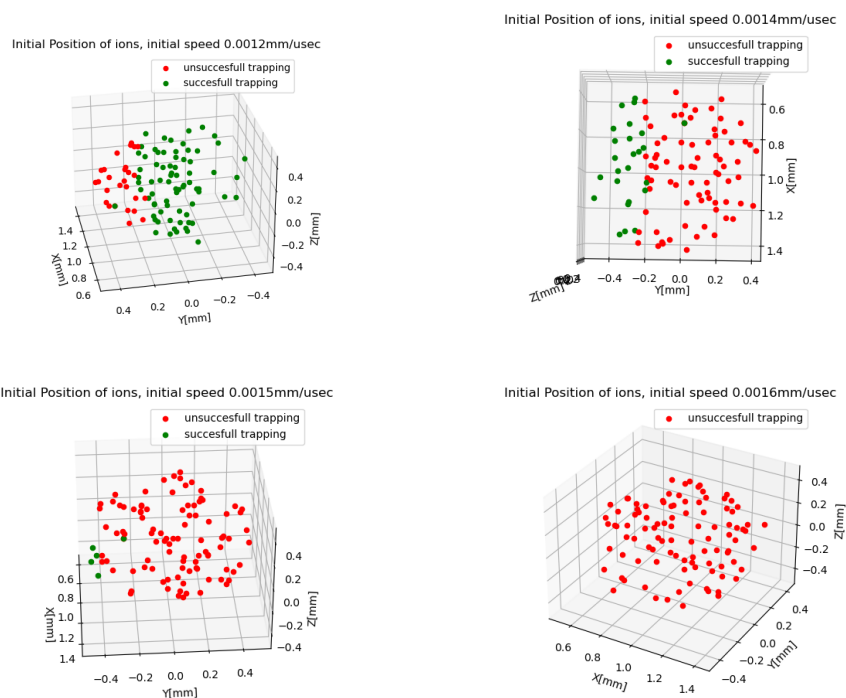 Initial Position of ions, initial speed 0.0012mm/usec
unsuccesfull trapping
succesfull trapping
0.4
0.2
0.0
−0.2
−0.4
Z[mm]
1.4
1.2
1.0
0.8
0.6
X[mm]
0.4
0.2
0.0
−0.2
−0.4
Y[mm]
Initial Position of ions, initial speed 0.0014mm/usec
unsuccesfull trapping
succesfull trapping
0.6
0.8
1.0
1.2
1.4
X[mm]
−0.4
−0.2
0.0
0.2
0.4
Y[mm]
Z[mm]
Initial Position of ions, initial speed 0.0015mm/usec
unsuccesfull trapping
succesfull trapping
0.4
0.2
0.0
−0.2
−0.4
Z[mm]
0.6
0.8
1.0
1.2
1.4
X[mm]
−0.4
−0.2
0.0
0.2
0.4
Y[mm]
Initial Position of ions, initial speed 0.0016mm/usec
unsuccesfull trapping
0.4
0.2
0.0
−0.2
−0.4
Z[mm]
0.6
0.8
1.0
1.2
1.4
X[mm]
0.4
0.2
0.0
−0.2
−0.4
Y[mm]